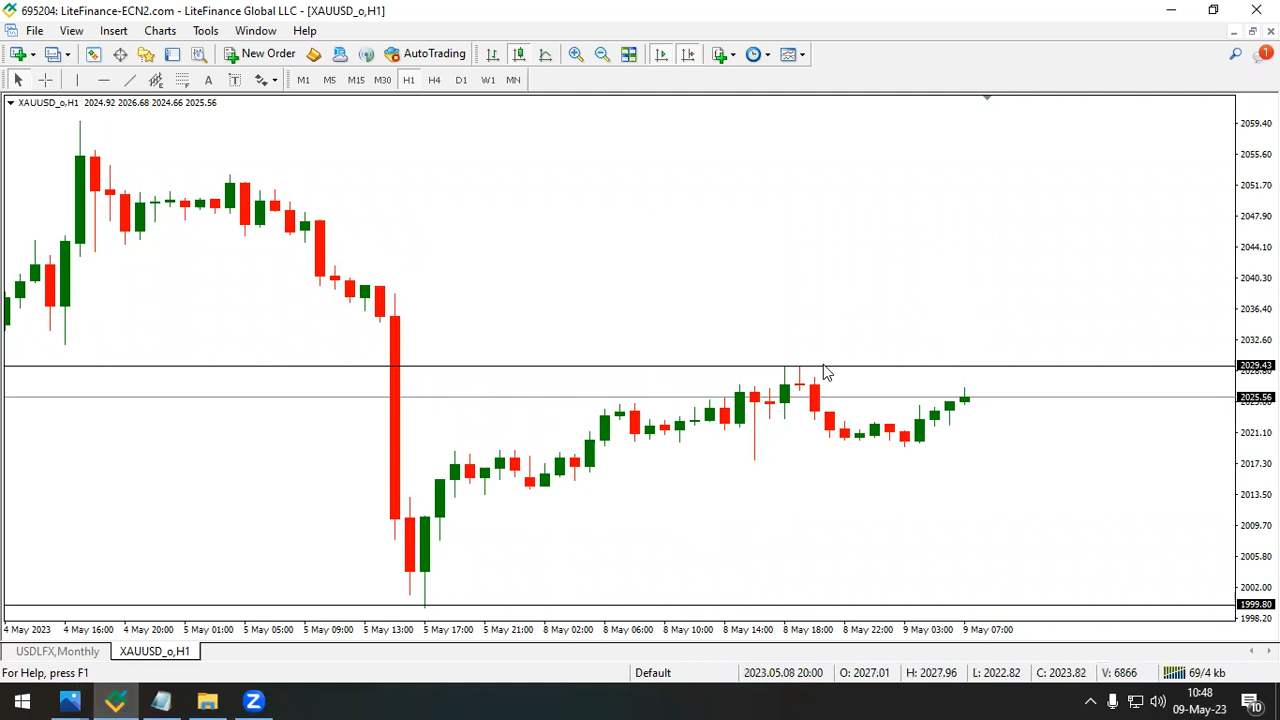 695204: LiteFinance-ECN2.com - LiteFinance Global LLC - [XAUUSD_o,H1]
File View Insert Charts Tools Window Help
New Order AutoTrading 1
A T M1 M5 M15 M30 H1 H4 D1 W1 MN
XAUUSD_o,H1 2024.92 2026.68 2024.66 2025.56
2059.40
2055.60
2051.70
2047.90
2044.10
2040.30
2036.40
2032.60
2029.43
2025.56
2021.10
2017.30
2013.50
2009.70
2005.80
2002.00
1999.80
1998.20
4 May 2023 4 May 16:00 4 May 20:00 5 May 01:00 5 May 05:00 5 May 09:00 5 May 13:00 5 May 17:00 5 May 21:00 8 May 02:00 8 May 06:00 8 May 10:00 8 May 14:00 8 May 18:00 8 May 22:00 9 May 03:00 9 May 07:00
USDLFX,Monthly XAUUSD_o,H1
For Help, press F1 Default 2023.05.08 20:00 O: 2027.01 H: 2027.96 L: 2022.82 C: 2023.82 V: 6866 69/4 kb
10:48
09-May-23
10